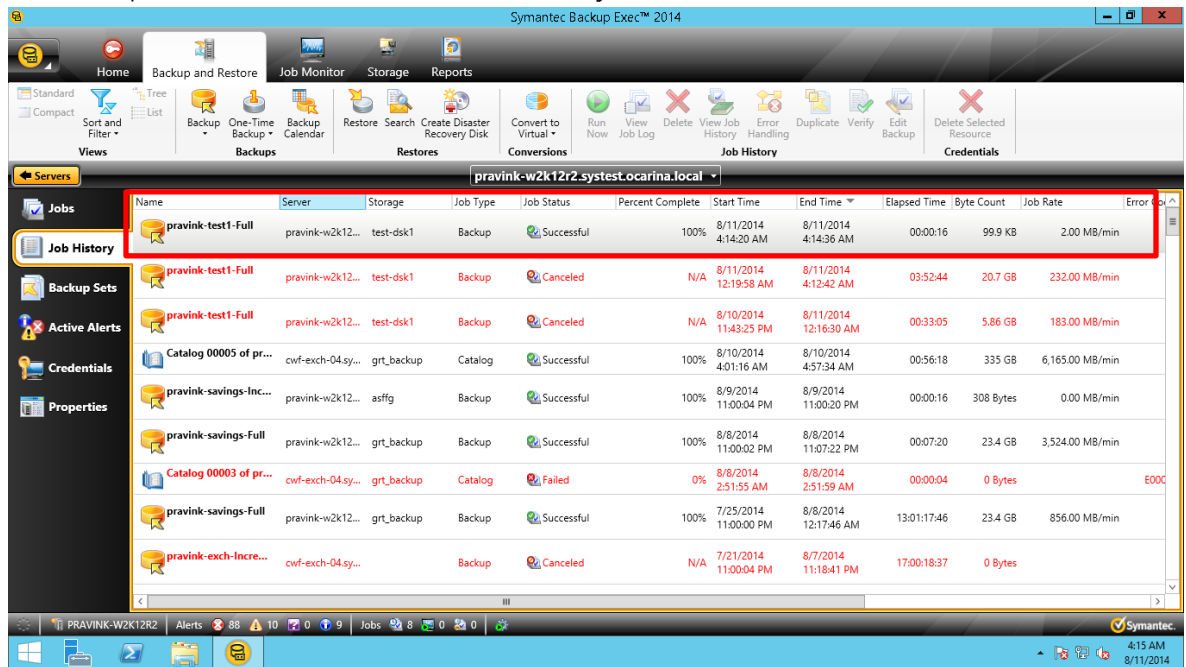 Symantec Backup Exec™ 2014
Home Backup and Restore Job Monitor Storage Reports
Standard
Compact
Sort and Filter
Tree
List
Views
Backup
One-Time Backup
Backup Calendar
Backups
Restore Search Create Disaster Recovery Disk
Restores
Convert to Virtual
Conversions
Run Now
View Job Log
Delete
View Job History
Error Handling
Duplicate
Verify
Edit Backup
Job History
Delete Selected Resource
Credentials
Servers
pravink-w2k12r2.systest.ocarina.local
Jobs
Job History
Backup Sets
Active Alerts
Credentials
Properties
Name Server Storage Job Type Job Status Percent Complete Start Time End Time Elapsed Time Byte Count Job Rate Error Co
pravink-test1-Full pravink-w2k12... test-dsk1 Backup Successful 100% 8/11/2014 4:14:20 AM 8/11/2014 4:14:36 AM 00:00:16 99.9 KB 2.00 MB/min
pravink-test1-Full pravink-w2k12... test-dsk1 Backup Canceled N/A 8/11/2014 12:19:58 AM 8/11/2014 4:12:42 AM 03:52:44 20.7 GB 232.00 MB/min
pravink-test1-Full pravink-w2k12... test-dsk1 Backup Canceled N/A 8/10/2014 11:43:25 PM 8/11/2014 12:16:30 AM 00:33:05 5.86 GB 183.00 MB/min
Catalog 00005 of pr... cwf-exch-04.sy... grt_backup Catalog Successful 100% 8/10/2014 4:01:16 AM 8/10/2014 4:57:34 AM 00:56:18 335 GB 6,165.00 MB/min
pravink-savings-Inc... pravink-w2k12... asffg Backup Successful 100% 8/9/2014 11:00:04 PM 8/9/2014 11:00:20 PM 00:00:16 308 Bytes 0.00 MB/min
pravink-savings-Full pravink-w2k12... grt_backup Backup Successful 100% 8/8/2014 11:00:02 PM 8/8/2014 11:07:22 PM 00:07:20 23.4 GB 3,524.00 MB/min
Catalog 00003 of pr... cwf-exch-04.sy... grt_backup Catalog Failed 0% 8/8/2014 2:51:55 AM 8/8/2014 2:51:59 AM 00:00:04 0 Bytes E000
pravink-savings-Full pravink-w2k12... grt_backup Backup Successful 100% 7/25/2014 11:00:00 PM 8/8/2014 12:17:46 AM 13:01:17:46 23.4 GB 856.00 MB/min
pravink-exch-Incre... cwf-exch-04.sy... Backup Canceled N/A 7/21/2014 11:00:04 PM 8/7/2014 11:18:41 PM 17:00:18:37 0 Bytes
PRAVINK-W2K12R2 Alerts 88 10 0 9 Jobs 8 0 0 Symantec.
4:15 AM
8/11/2014